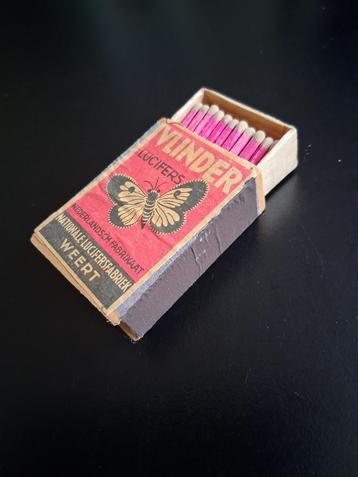 VLINDER
LUCIFERS
NEDERLANDSCH FABRIKAAT
NATIONALE LUCIFERSFABRIEK
WEERT